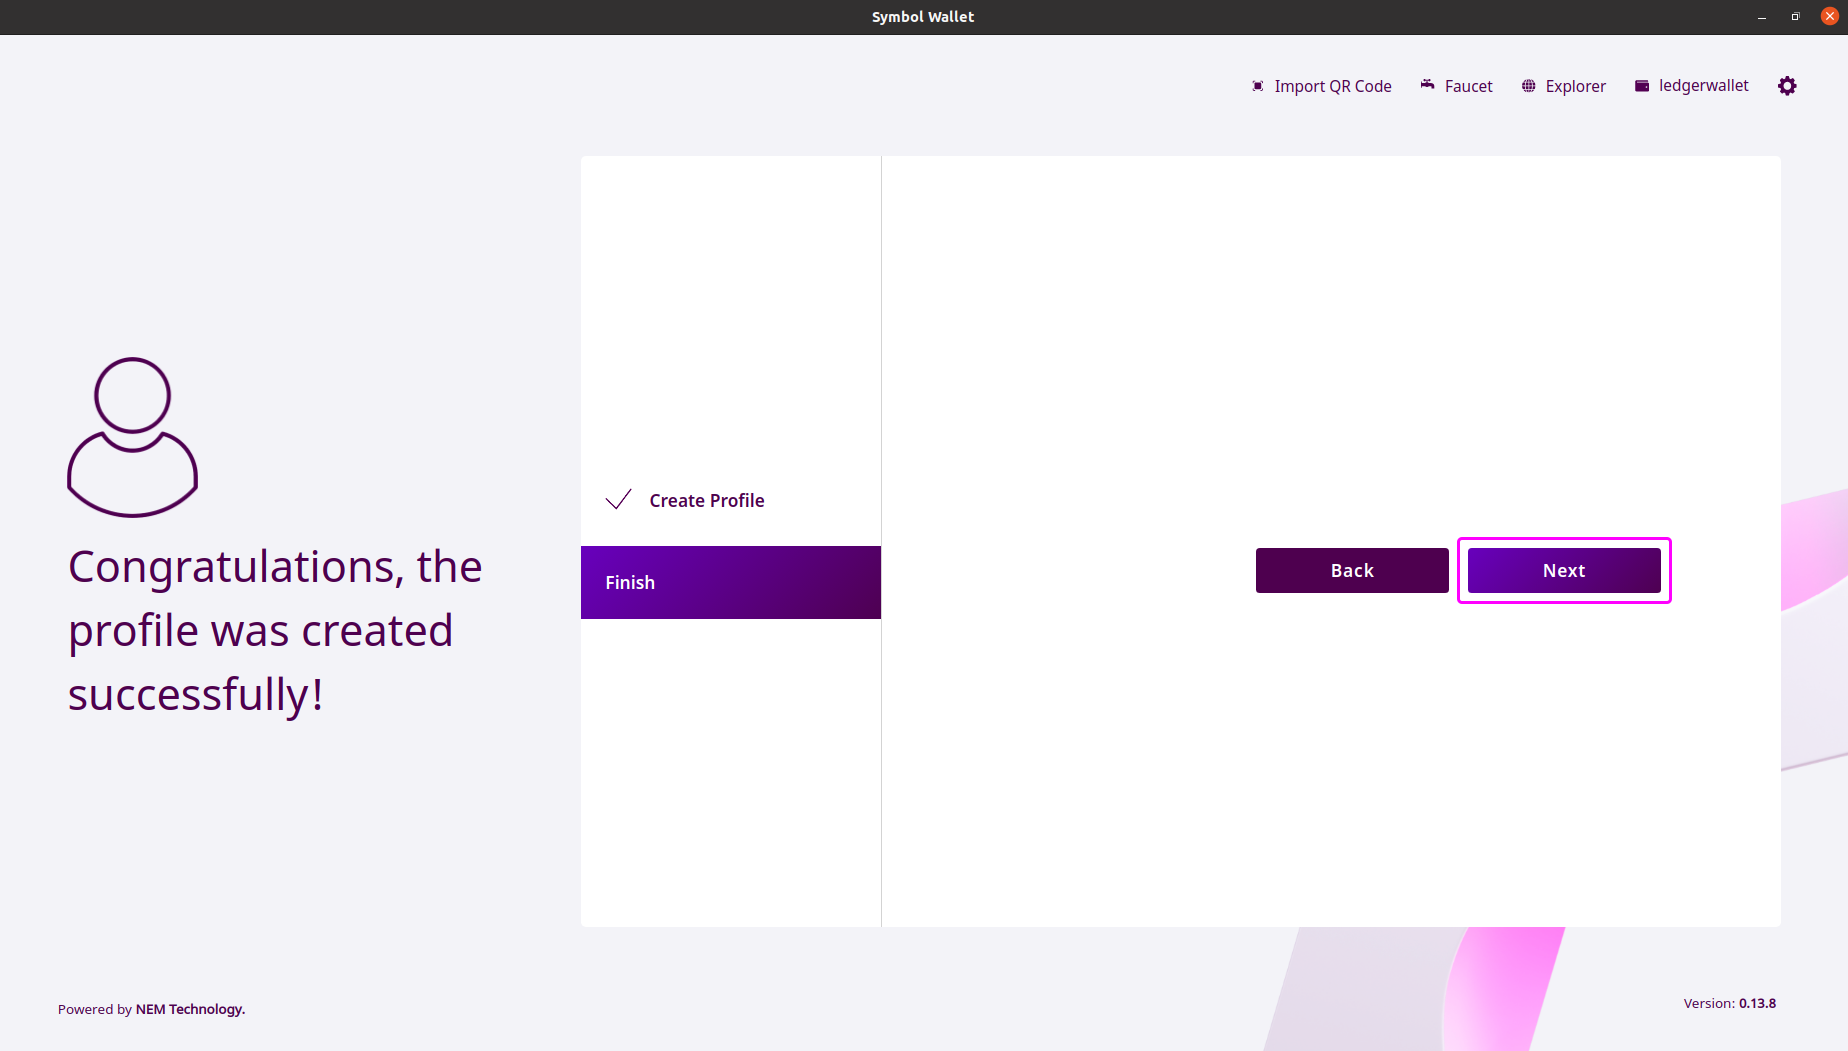 Symbol Wallet
Import QR Code Faucet Explorer ledgerwallet
Create Profile
Finish
Congratulations, the
profile was created
successfully!
Back Next
Powered by NEM Technology.
Version: 0.13.8